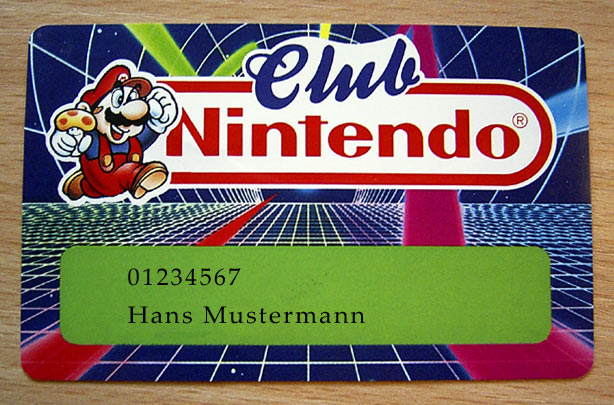 Club
Nintendo®
01234567
Hans Mustermann